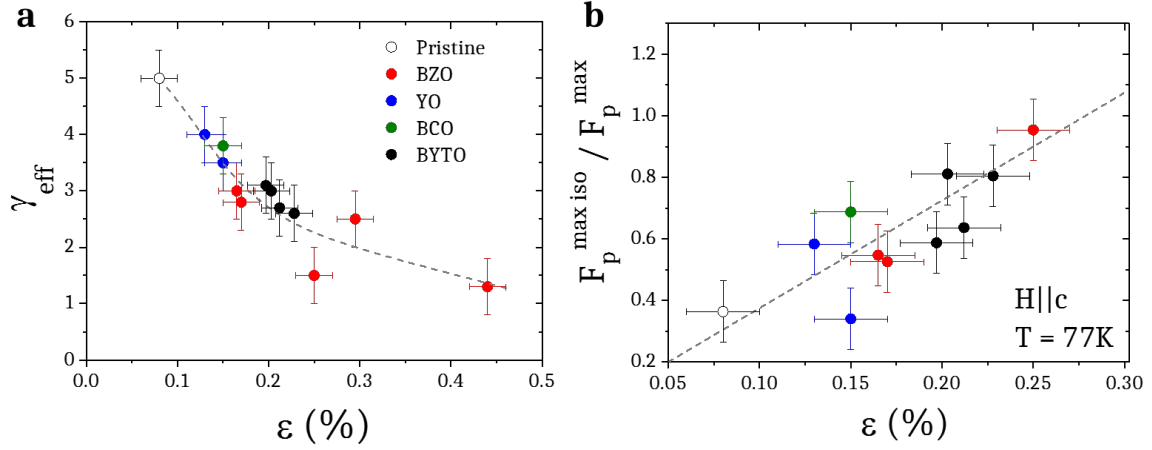 a
6
5
4
3
2
1
0
γeff
Pristine
BZO
YO
BCO
BYTO
0.0 0.1 0.2 0.3 0.4 0.5
ε (%)
b
1.2
1.0
0.8
0.6
0.4
0.2
Fp max iso / Fp max
H||c
T = 77K
0.05 0.10 0.15 0.20 0.25 0.30
ε (%)